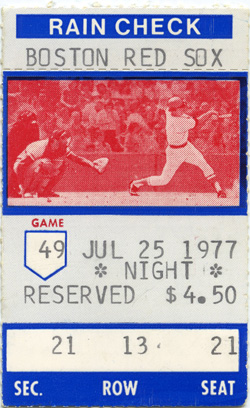 RAIN CHECK
BOSTON RED SOX
GAME
49 JUL 25 1977
* NIGHT *
RESERVED $4.50
21 13 21
SEC. ROW SEAT